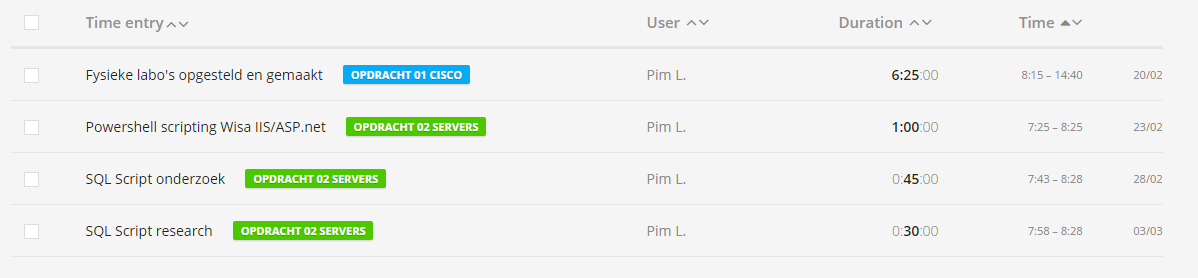 Time entry User Duration Time
Fysieke labo's opgesteld en gemaakt OPDRACHT 01 CISCO Pim L. 6:25:00 8:15 – 14:40 20/02
Powershell scripting Wisa IIS/ASP.net OPDRACHT 02 SERVERS Pim L. 1:00:00 7:25 – 8:25 23/02
SQL Script onderzoek OPDRACHT 02 SERVERS Pim L. 0:45:00 7:43 – 8:28 28/02
SQL Script research OPDRACHT 02 SERVERS Pim L. 0:30:00 7:58 – 8:28 03/03